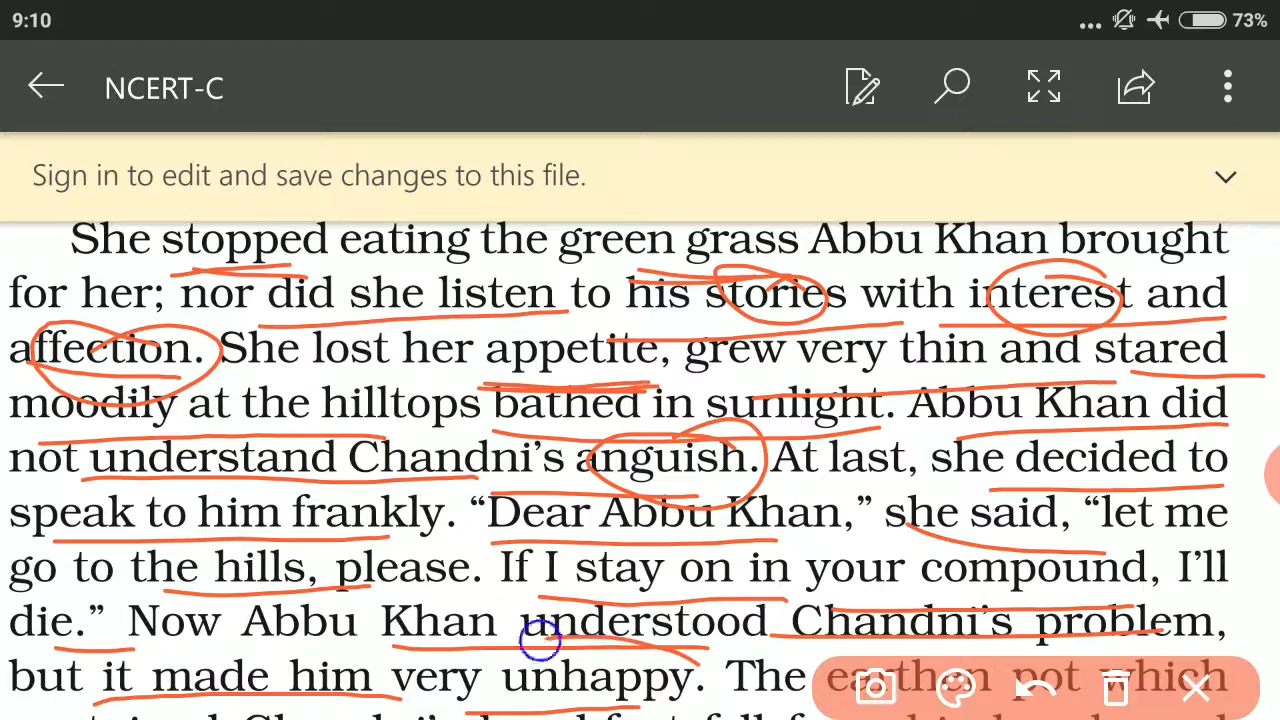 9:10
73%
NCERT-C
Sign in to edit and save changes to this file.
She stopped eating the green grass Abbu Khan brought
for her; nor did she listen to his stories with interest and
affection. She lost her appetite, grew very thin and stared
moodily at the hilltops bathed in sunlight. Abbu Khan did
not understand Chandni’s anguish. At last, she decided to
speak to him frankly. “Dear Abbu Khan,” she said, “let me
go to the hills, please. If I stay on in your compound, I’ll
die.” Now Abbu Khan understood Chandni’s problem,
but it made him very unhappy. The earthen pot which